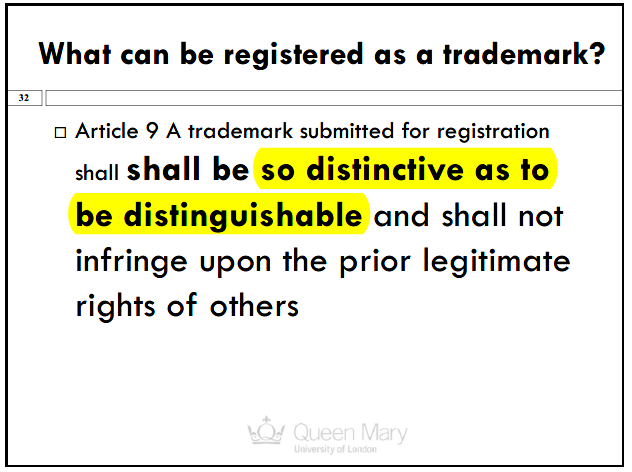 What can be registered as a trademark?
32
Article 9 A trademark submitted for registration
shall shall be so distinctive as to
be distinguishable and shall not
infringe upon the prior legitimate
rights of others
Queen Mary
University of London